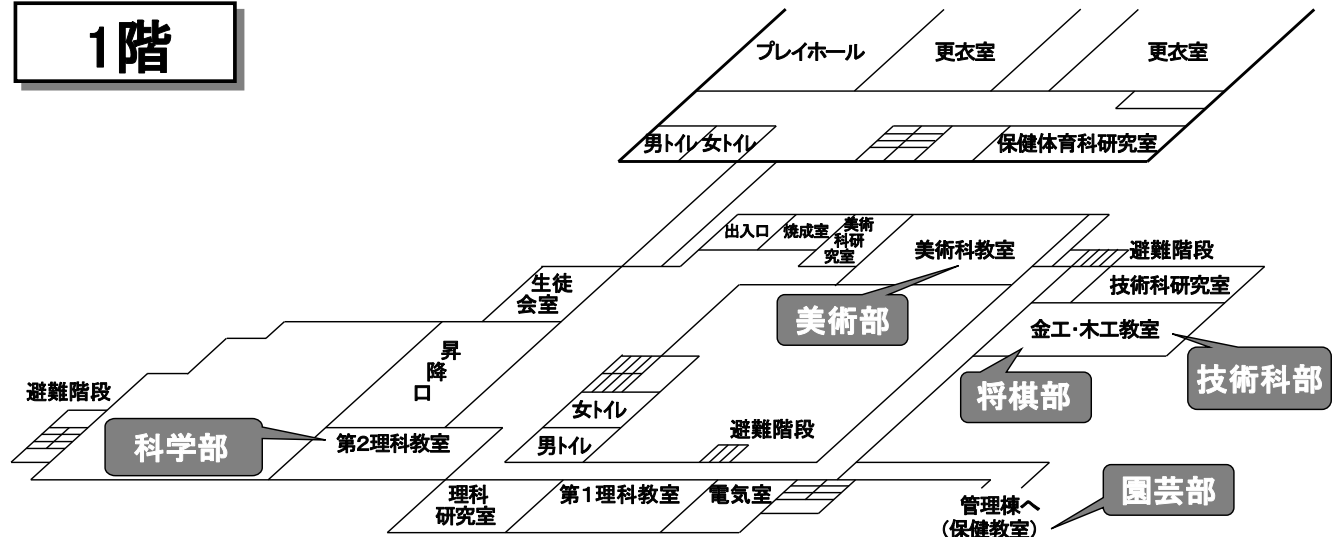 1階
プレイホール
更衣室
更衣室
男トイレ
女トイレ
保健体育科研究室
出入口
焼成室
美術
科研
究室
美術科教室
避難階段
生徒
会室
技術科研究室
美術部
金工・木工教室
昇
降
口
避難階段
将棋部
技術科部
女トイレ
科学部
第2理科教室
男トイレ
避難階段
理科
研究室
第1理科教室
電気室
管理棟へ
(保健教室)
園芸部